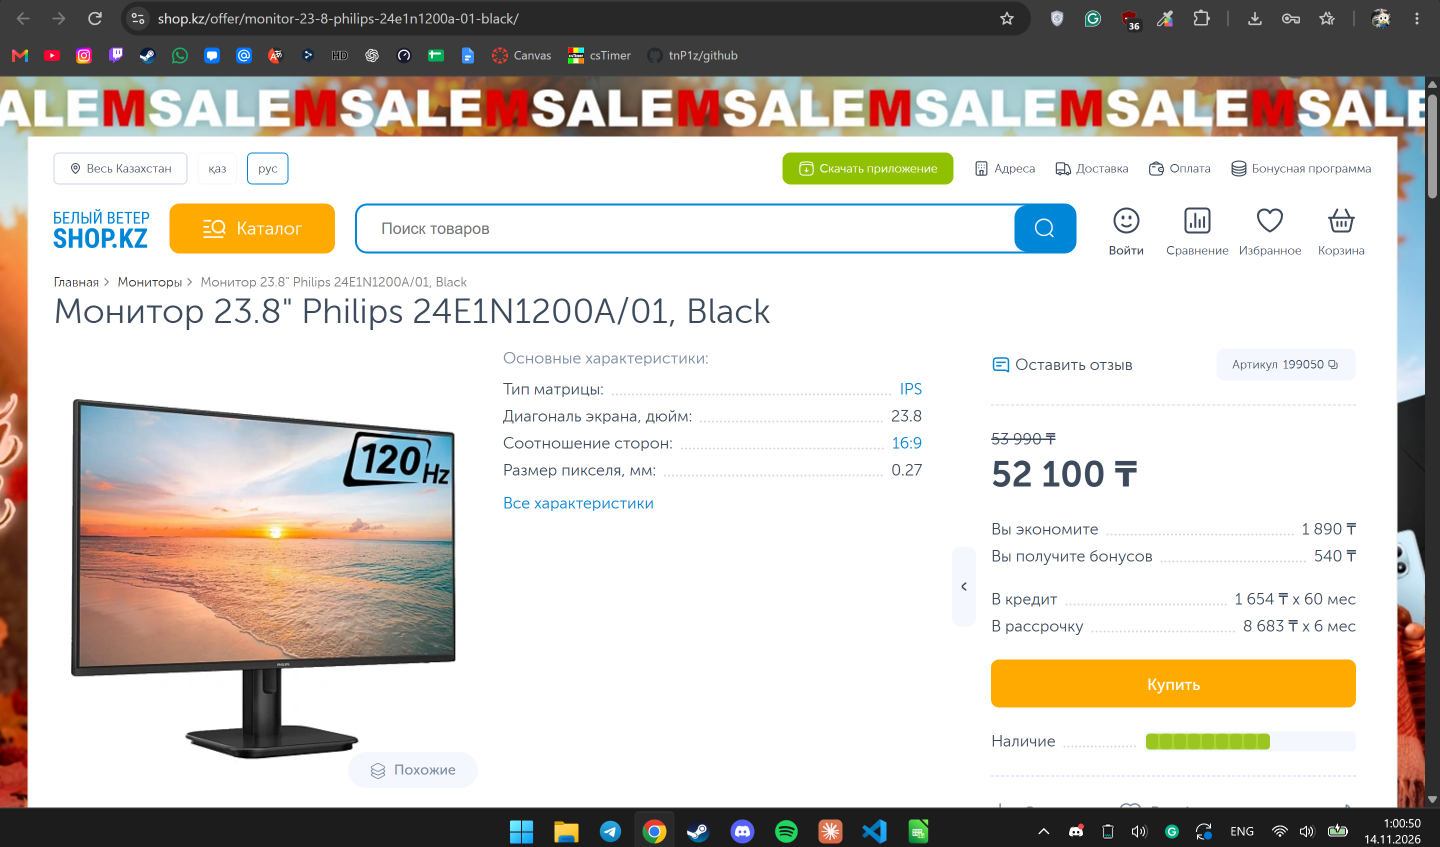 shop.kz/offer/monitor-23-8-philips-24e1n1200a-01-black/
36
HD
Canvas
csTimer
tnP1z/github
ALEMSALEMSALEMSALEMSALEMSALEMSALEMSALE
Весь Казахстан
қаз
рус
Скачать приложение
Адреса
Доставка
Оплата
Бонусная программа
БЕЛЫЙ ВЕТЕР
SHOP.KZ
Каталог
Поиск товаров
Войти
Сравнение
Избранное
Корзина
Главная > Мониторы > Монитор 23.8" Philips 24E1N1200A/01, Black
Монитор 23.8" Philips 24E1N1200A/01, Black
120Hz
PHILIPS
Похожие
Основные характеристики:
Тип матрицы: IPS
Диагональ экрана, дюйм: 23.8
Соотношение сторон: 16:9
Размер пикселя, мм: 0.27
Все характеристики
Оставить отзыв
Артикул 199050
53 990 ₸
52 100 ₸
Вы экономите 1 890 ₸
Вы получите бонусов 540 ₸
В кредит 1 654 ₸ x 60 мес
В рассрочку 8 683 ₸ x 6 мес
Купить
Наличие
ENG
1:00:50
14.11.2026